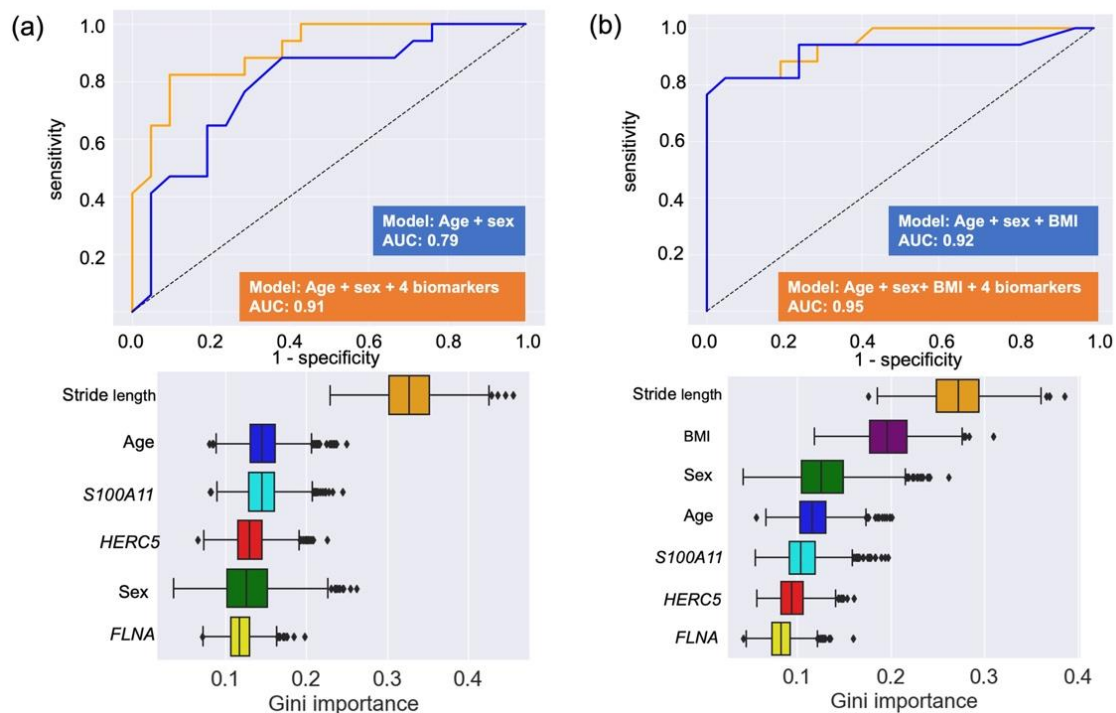 (a)
1.0
0.8
0.6
0.4
0.2
sensitivity
Model: Age + sex
AUC: 0.79
Model: Age + sex + 4 biomarkers
AUC: 0.91
0.0 0.2 0.4 0.6 0.8 1.0
1 - specificity
Stride length
Age
S100A11
HERC5
Sex
FLNA
0.1 0.2 0.3 0.4
Gini importance
(b)
1.0
0.8
0.6
0.4
0.2
sensitivity
Model: Age + sex + BMI
AUC: 0.92
Model: Age + sex+ BMI + 4 biomarkers
AUC: 0.95
0.0 0.2 0.4 0.6 0.8 1.0
1 - specificity
Stride length
BMI
Sex
Age
S100A11
HERC5
FLNA
0.1 0.2 0.3 0.4
Gini importance